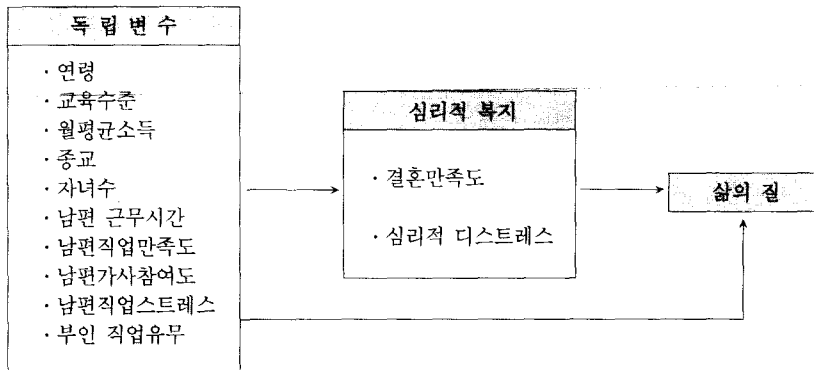 독 립 변 수
· 연령
· 교육수준
· 월평균소득
· 종교
· 자녀수
· 남편 근무시간
· 남편직업만족도
· 남편가사참여도
· 남편직업스트레스
· 부인 직업유무
심리적 복지
· 결혼만족도
· 심리적 디스트레스
삶의 질